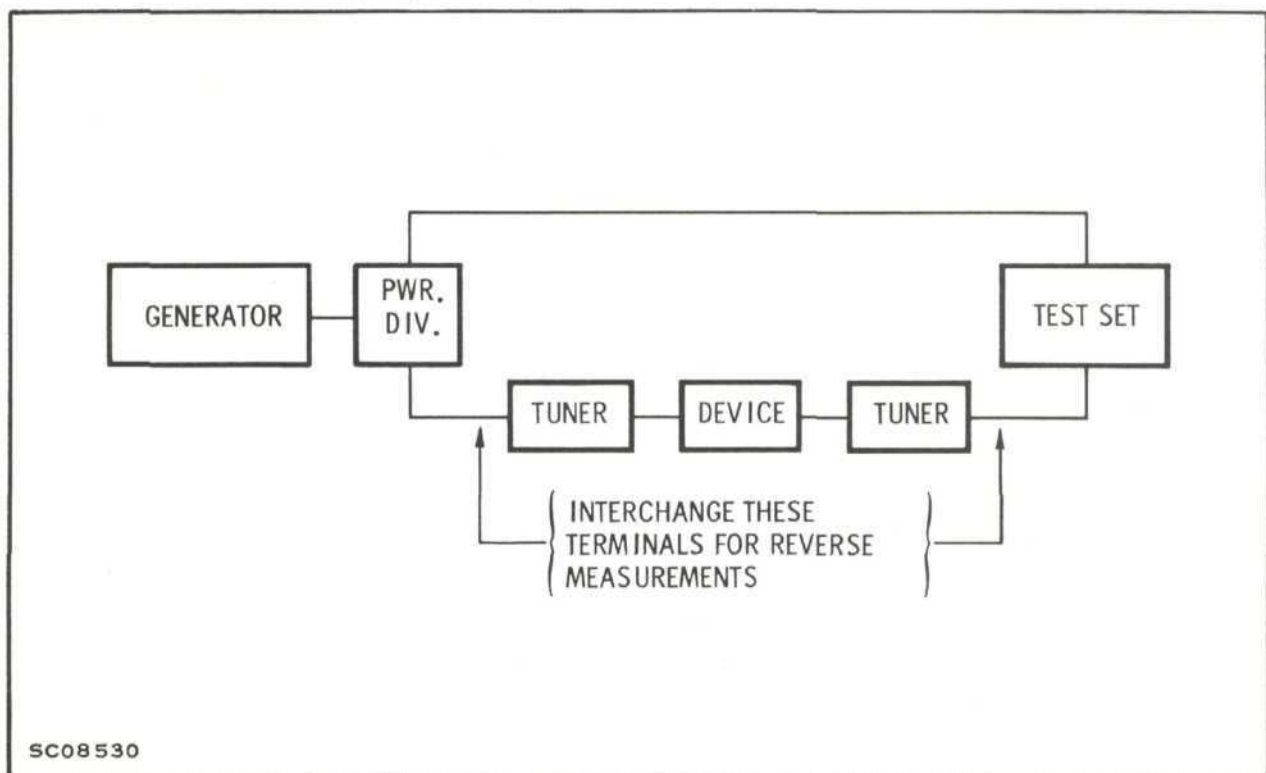 GENERATOR
PWR.
DIV.
TEST SET
TUNER
DEVICE
TUNER
INTERCHANGE THESE
TERMINALS FOR REVERSE
MEASUREMENTS
SC08530